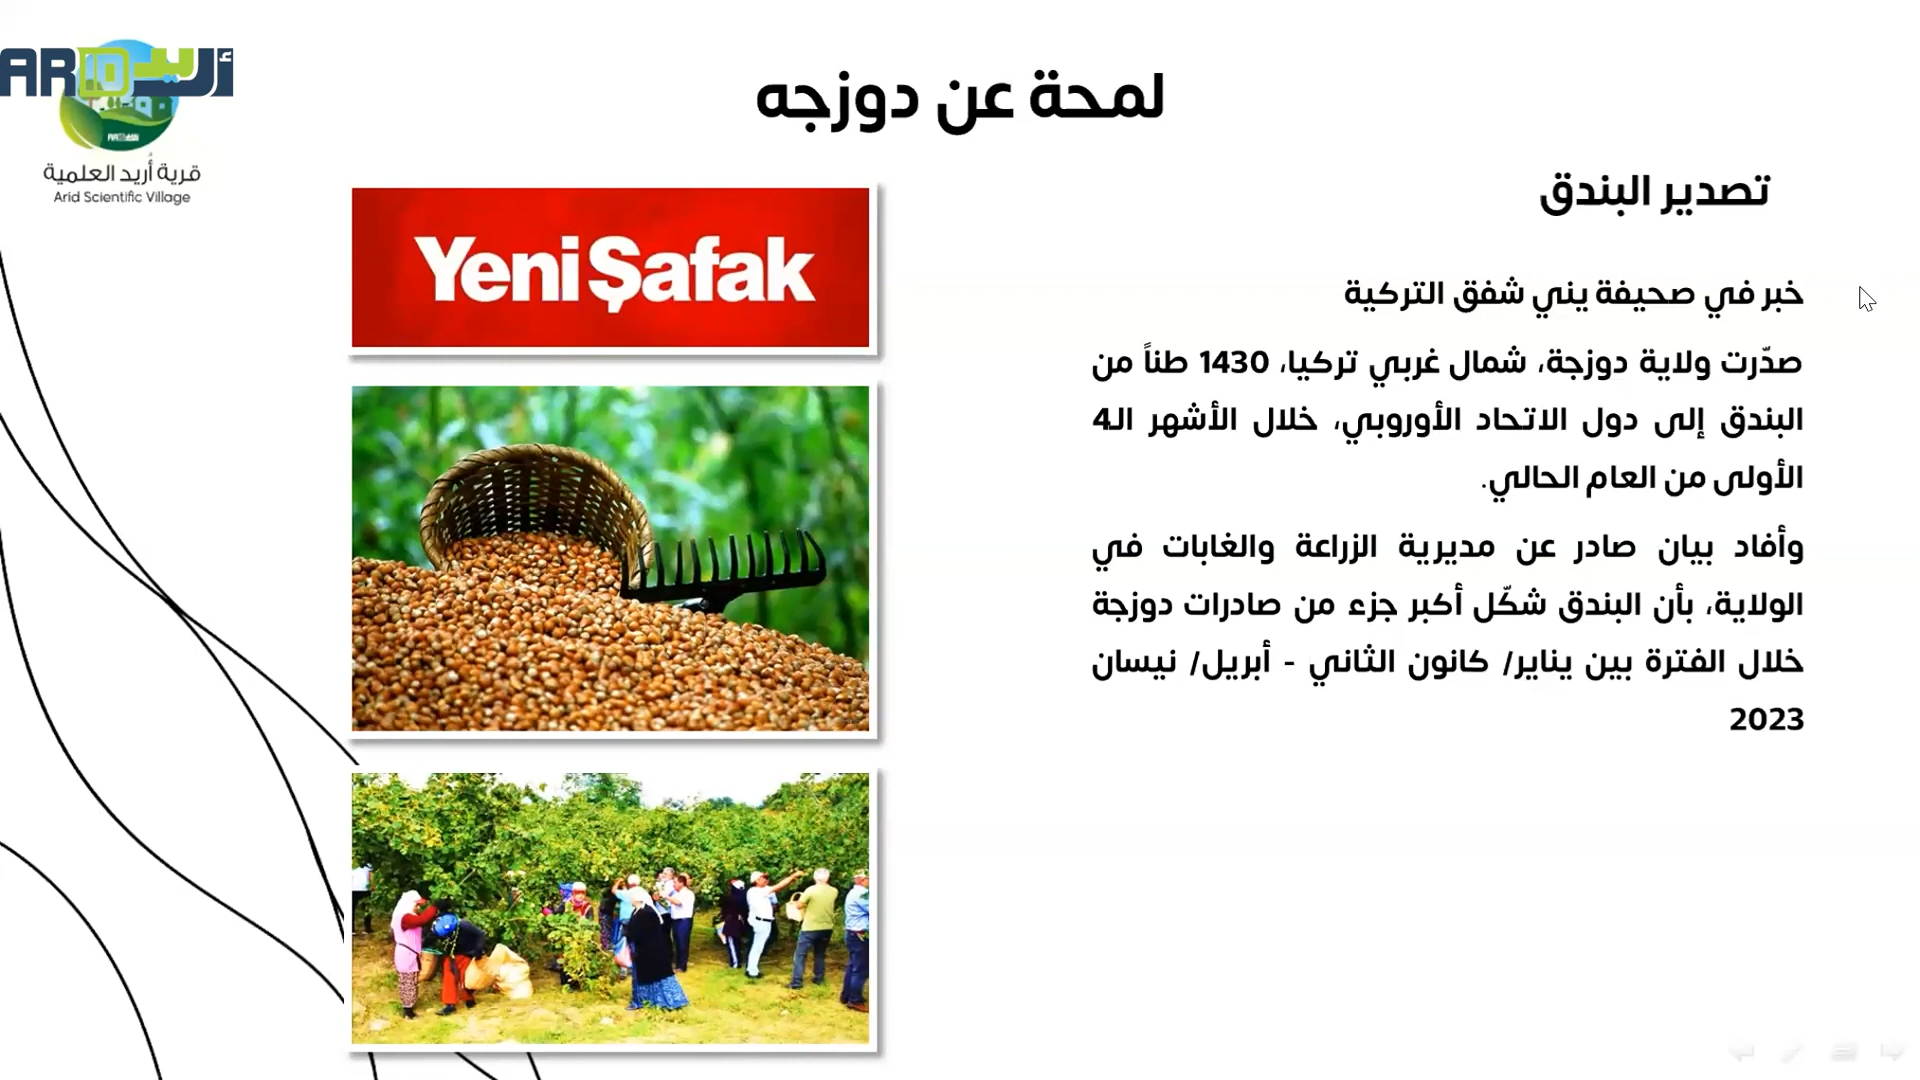 ARID أريد
قرية أريد العلمية
Arid Scientific Village
لمحة عن دوزجه
تصدير البندق
YeniŞafak
خبر في صحيفة يني شفق التركية
صدّرت ولاية دوزجة، شمال غربي تركيا، 1430 طناً من
البندق إلى دول الاتحاد الأوروبي، خلال الأشهر الـ4
الأولى من العام الحالي.
وأفاد بيان صادر عن مديرية الزراعة والغابات في
الولاية، بأن البندق شكّل أكبر جزء من صادرات دوزجة
خلال الفترة بين يناير/ كانون الثاني - أبريل/ نيسان
2023